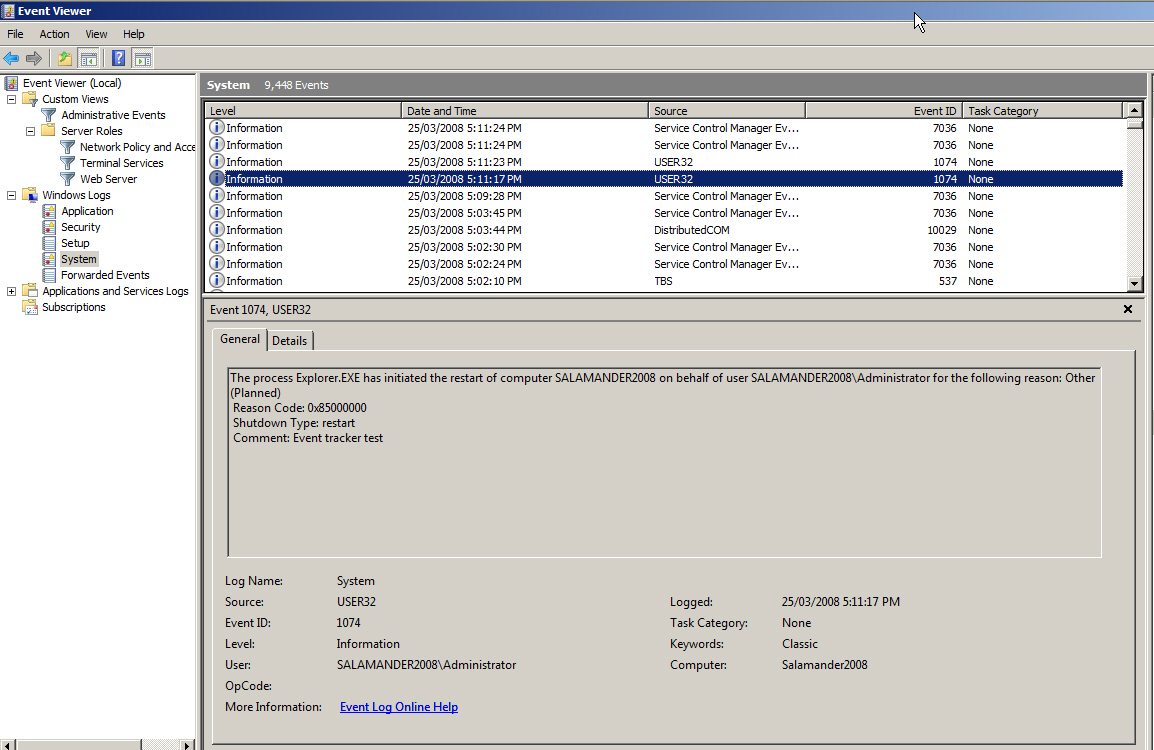 Event Viewer
File Action View Help
Event Viewer (Local)
Custom Views
Administrative Events
Server Roles
Network Policy and Acce
Terminal Services
Web Server
Windows Logs
Application
Security
Setup
System
Forwarded Events
Applications and Services Logs
Subscriptions
System 9,448 Events
Level Date and Time Source Event ID Task Category
Information 25/03/2008 5:11:24 PM Service Control Manager Ev... 7036 None
Information 25/03/2008 5:11:24 PM Service Control Manager Ev... 7036 None
Information 25/03/2008 5:11:23 PM USER32 1074 None
Information 25/03/2008 5:11:17 PM USER32 1074 None
Information 25/03/2008 5:09:28 PM Service Control Manager Ev... 7036 None
Information 25/03/2008 5:03:45 PM Service Control Manager Ev... 7036 None
Information 25/03/2008 5:03:44 PM DistributedCOM 10029 None
Information 25/03/2008 5:02:30 PM Service Control Manager Ev... 7036 None
Information 25/03/2008 5:02:24 PM Service Control Manager Ev... 7036 None
Information 25/03/2008 5:02:10 PM TBS 537 None
Event 1074, USER32
General Details
The process Explorer.EXE has initiated the restart of computer SALAMANDER2008 on behalf of user SALAMANDER2008\Administrator for the following reason: Other
(Planned)
Reason Code: 0x85000000
Shutdown Type: restart
Comment: Event tracker test
Log Name: System
Source: USER32 Logged: 25/03/2008 5:11:17 PM
Event ID: 1074 Task Category: None
Level: Information Keywords: Classic
User: SALAMANDER2008\Administrator Computer: Salamander2008
OpCode:
More Information: Event Log Online Help